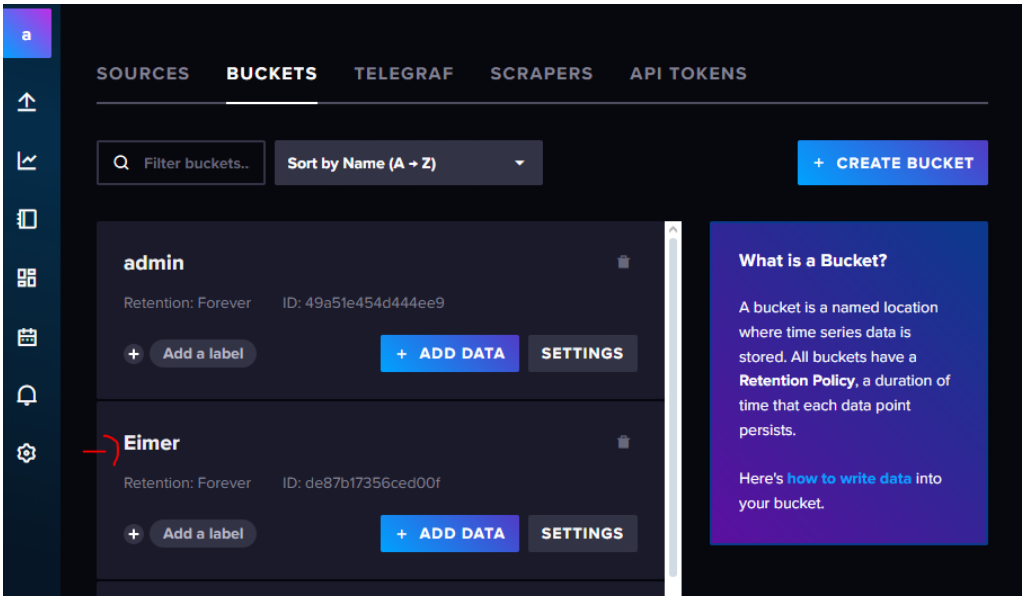 a
SOURCES BUCKETS TELEGRAF SCRAPERS API TOKENS
Filter buckets.. Sort by Name (A → Z) + CREATE BUCKET
admin
Retention: Forever ID: 49a51e454d444ee9
+ Add a label + ADD DATA SETTINGS
Eimer
Retention: Forever ID: de87b17356ced00f
+ Add a label + ADD DATA SETTINGS
What is a Bucket?
A bucket is a named location
where time series data is
stored. All buckets have a
Retention Policy, a duration of
time that each data point
persists.
Here's how to write data into
your bucket.